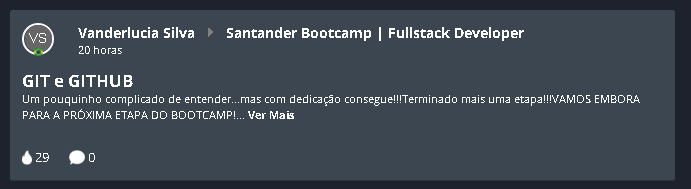 VS
Vanderlucia Silva Santander Bootcamp | Fullstack Developer
20 horas
GIT e GITHUB
Um pouquinho complicado de entender...mas com dedicação consegue!!!Terminado mais uma etapa!!!VAMOS EMBORA
PARA A PRÓXIMA ETAPA DO BOOTCAMP!... Ver Mais
29 0